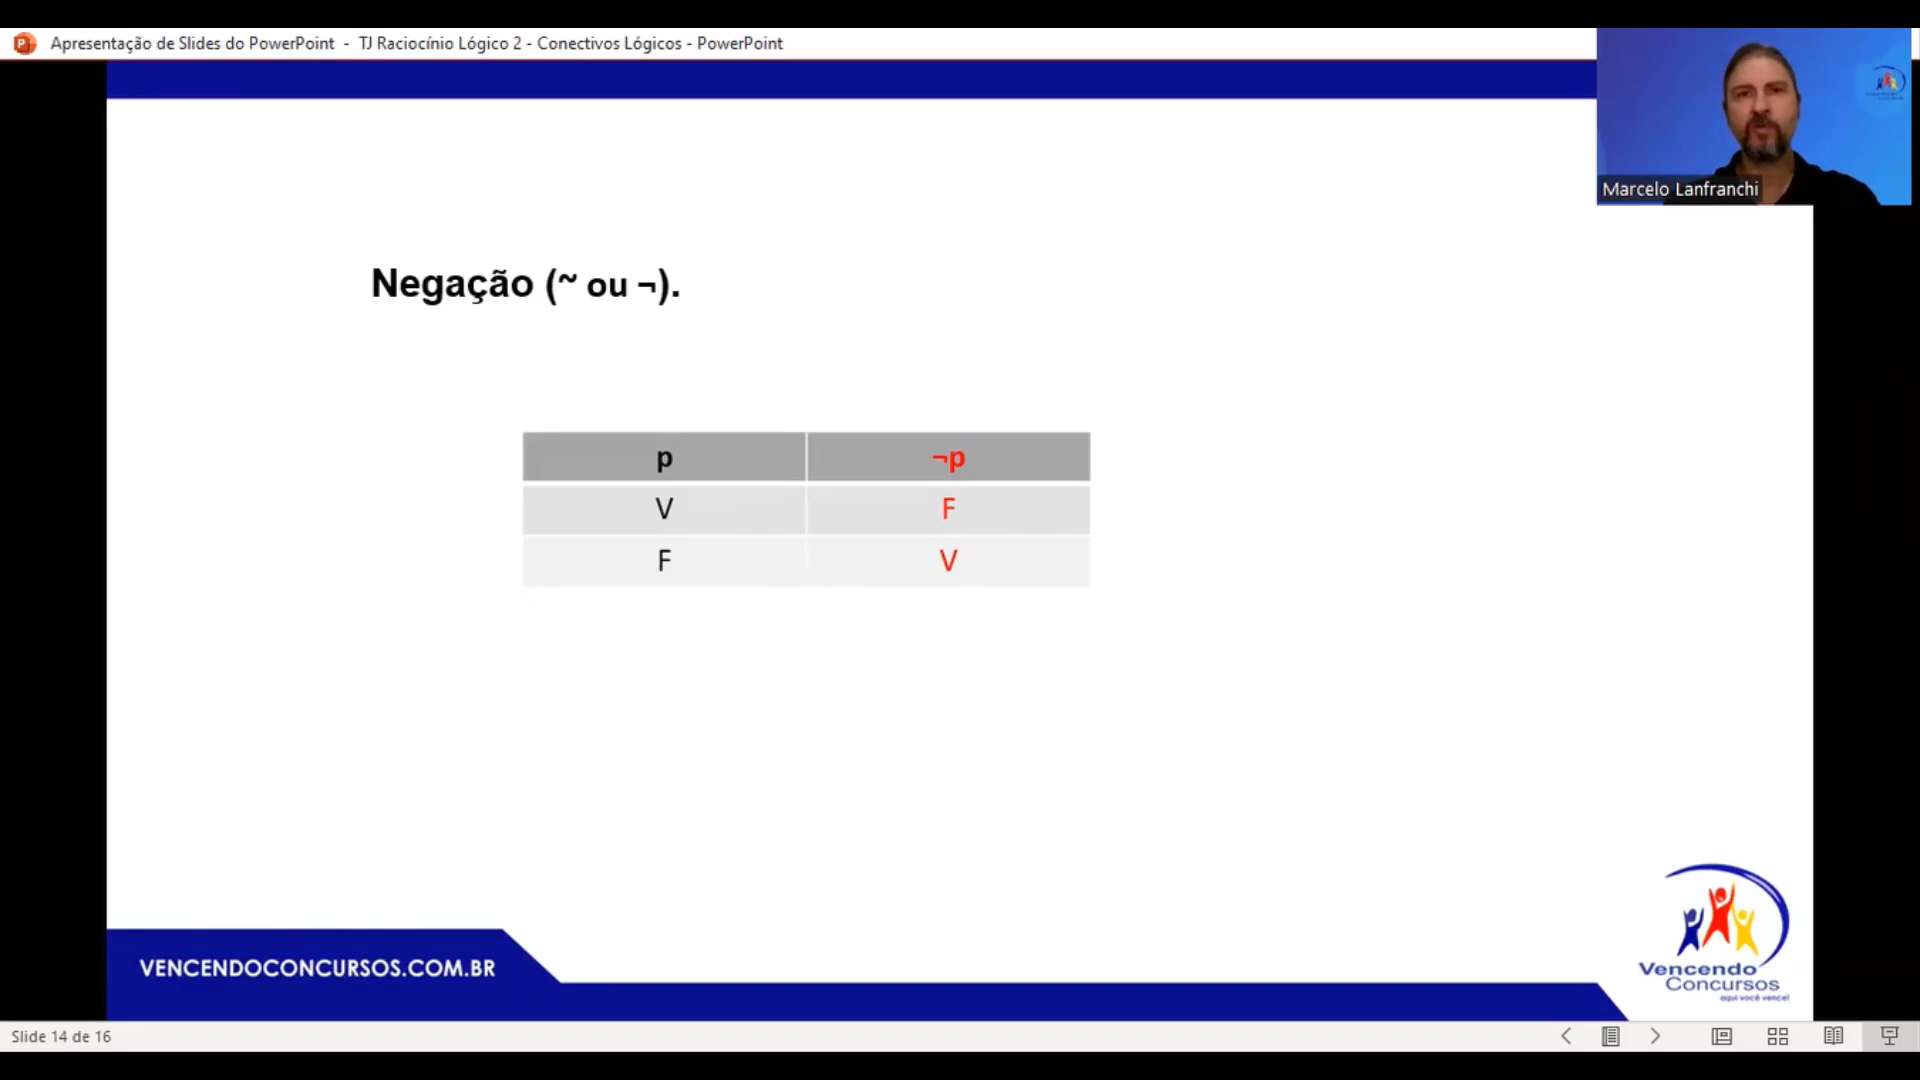 Apresentação de Slides do PowerPoint - TJ Raciocínio Lógico 2 - Conectivos Lógicos - PowerPoint
Marcelo Lanfranchi
Negação (~ ou ¬).
p ¬p
V F
F V
VENCENDOCONCURSOS.COM.BR
Vencendo
Concursos
aqui você vence!
Slide 14 de 16